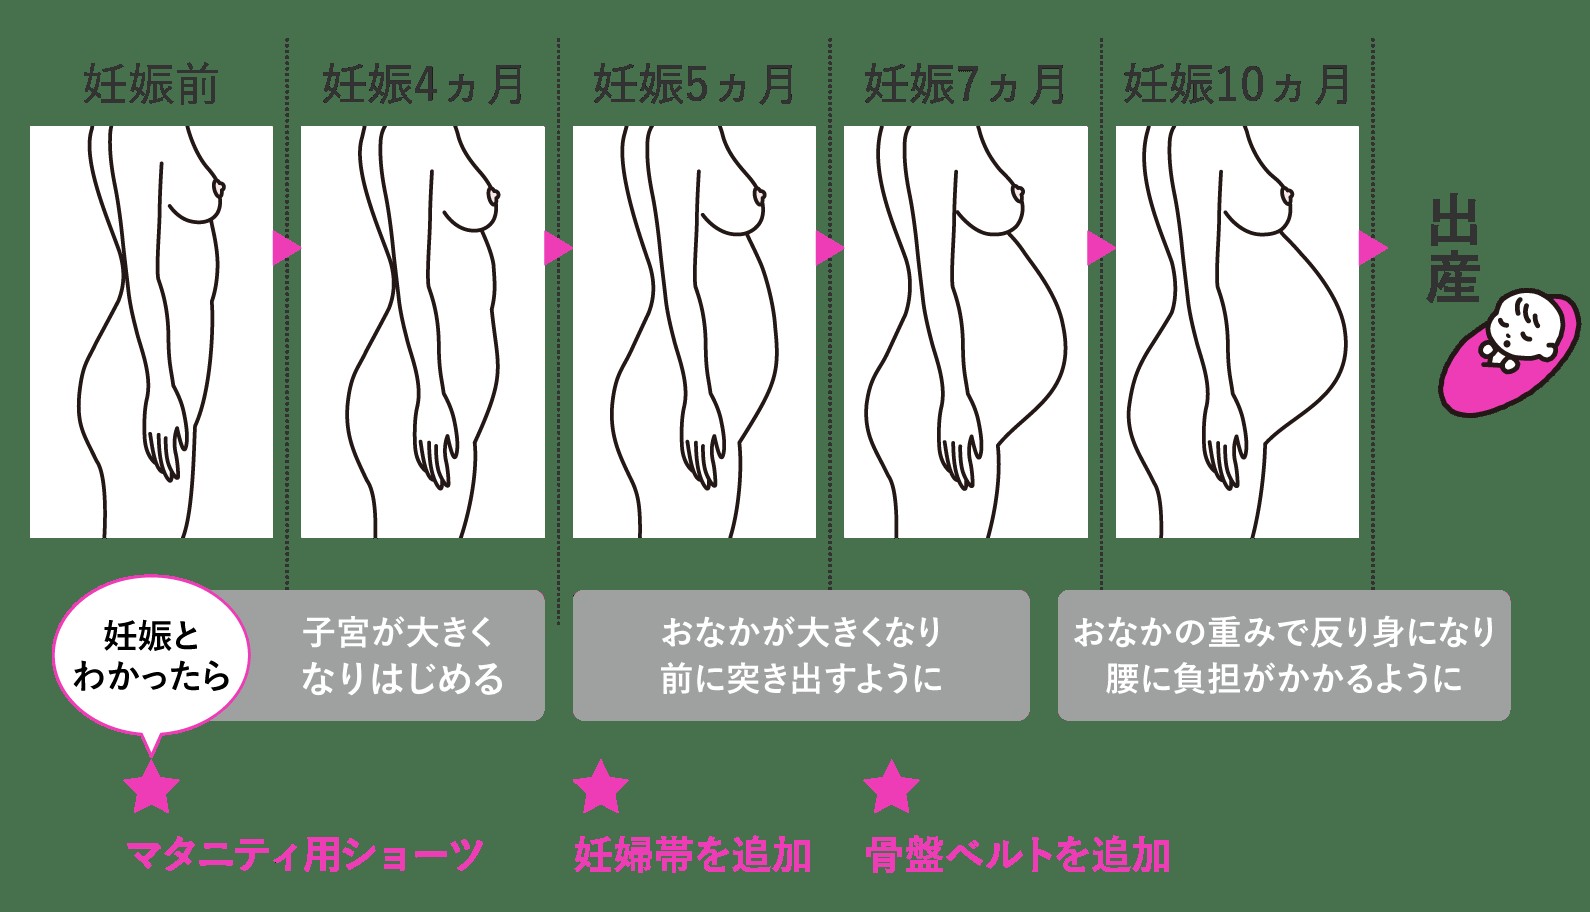 妊娠前
妊娠4ヵ月
妊娠5ヵ月
妊娠7ヵ月
妊娠10ヵ月
出産
妊娠と
わかったら
子宮が大きく
なりはじめる
おなかが大きくなり
前に突き出すように
おなかの重みで反り身になり
腰に負担がかかるように
マタニティ用ショーツ
妊婦帯を追加
骨盤ベルトを追加